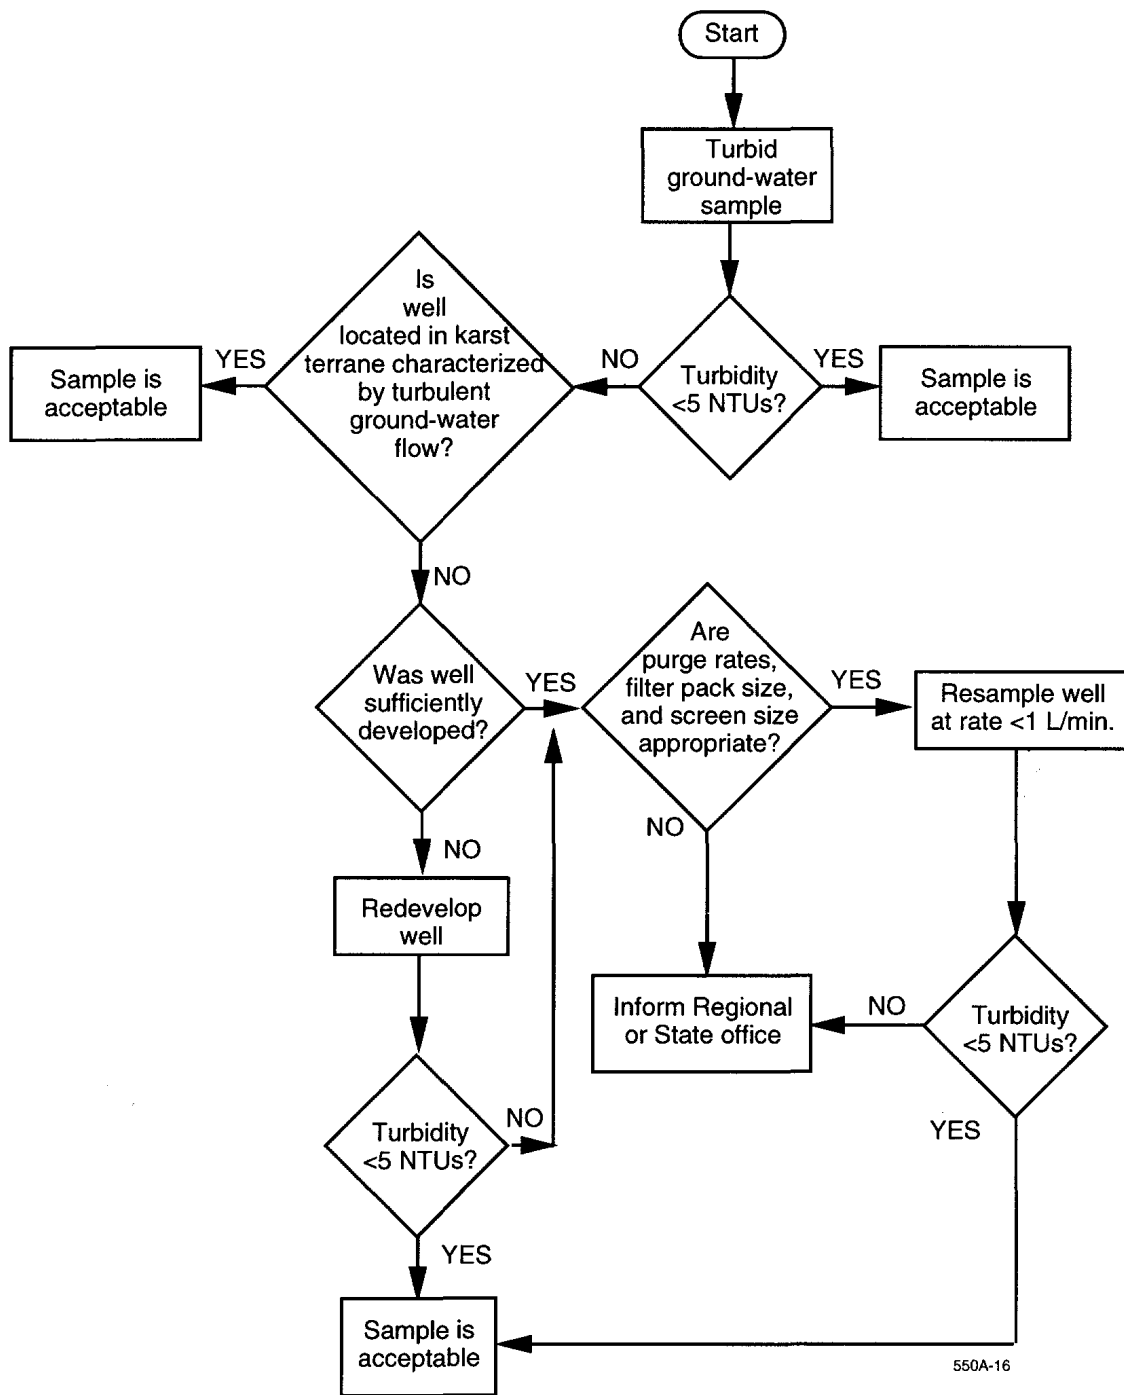 Start
Turbid
ground-water
sample
Turbidity
<5 NTUs?
YES
Sample is
acceptable
NO
Is
well
located in karst
terrane characterized
by turbulent
ground-water
flow?
YES
Sample is
acceptable
NO
Was well
sufficiently
developed?
YES
Are
purge rates,
filter pack size,
and screen size
appropriate?
YES
Resample well
at rate <1 L/min.
NO
NO
Redevelop
well
Inform Regional
or State office
NO
Turbidity
<5 NTUs?
YES
Turbidity
<5 NTUs?
NO
YES
Sample is
acceptable
550A-16